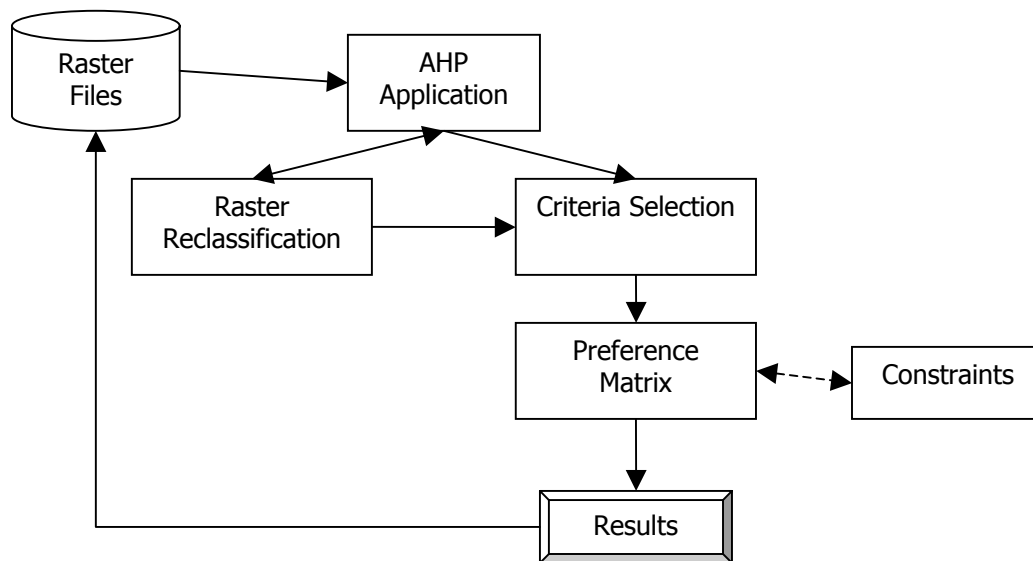 Raster
Files
AHP
Application
Raster
Reclassification
Criteria Selection
Preference
Matrix
Constraints
Results